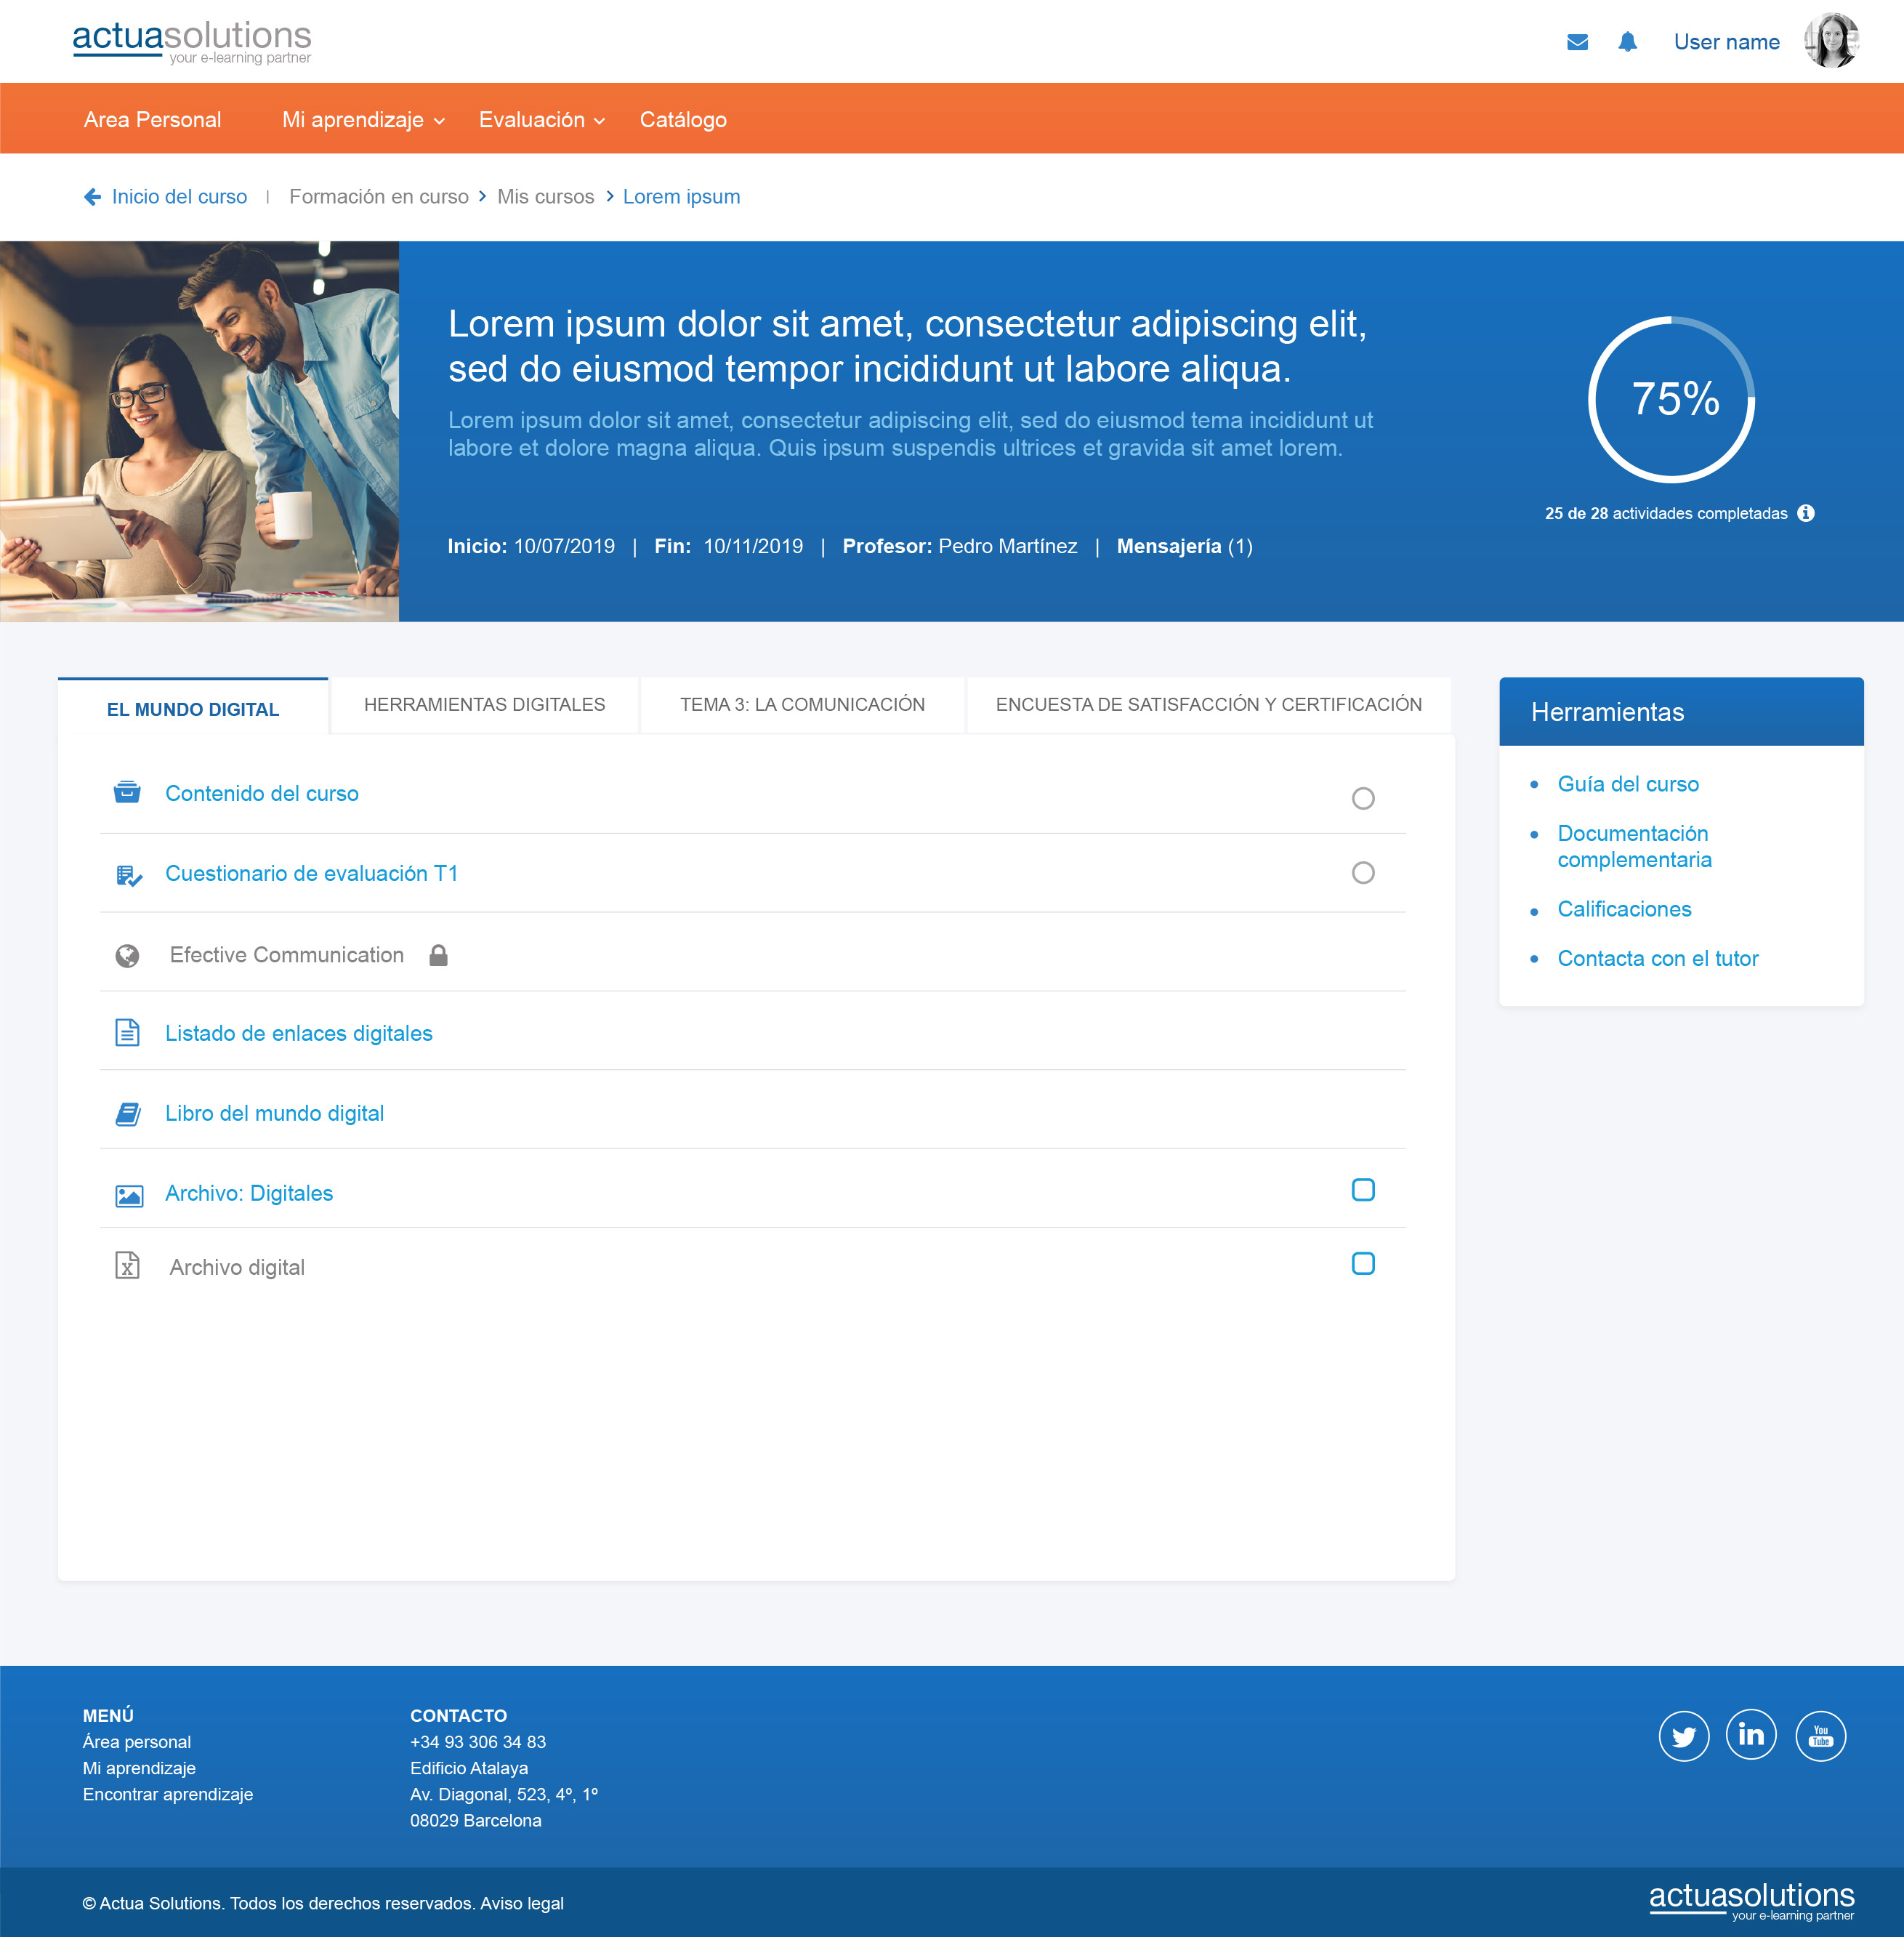 actuasolutions
your e-learning partner
User name
Area Personal Mi aprendizaje Evaluación Catálogo
Inicio del curso | Formación en curso Mis cursos Lorem ipsum
Lorem ipsum dolor sit amet, consectetur adipiscing elit,
sed do eiusmod tempor incididunt ut labore aliqua.
Lorem ipsum dolor sit amet, consectetur adipiscing elit, sed do eiusmod tema incididunt ut
labore et dolore magna aliqua. Quis ipsum suspendis ultrices et gravida sit amet lorem.
Inicio: 10/07/2019 | Fin: 10/11/2019 | Profesor: Pedro Martínez | Mensajería (1)
75%
25 de 28 actividades completadas
EL MUNDO DIGITAL
HERRAMIENTAS DIGITALES
TEMA 3: LA COMUNICACIÓN
ENCUESTA DE SATISFACCIÓN Y CERTIFICACIÓN
Contenido del curso
Cuestionario de evaluación T1
Efective Communication
Listado de enlaces digitales
Libro del mundo digital
Archivo: Digitales
Archivo digital
Herramientas
Guía del curso
Documentación
complementaria
Calificaciones
Contacta con el tutor
MENÚ
Área personal
Mi aprendizaje
Encontrar aprendizaje
CONTACTO
+34 93 306 34 83
Edificio Atalaya
Av. Diagonal, 523, 4º, 1º
08029 Barcelona
in
You
Tube
© Actua Solutions. Todos los derechos reservados. Aviso legal
actuasolutions
your e-learning partner